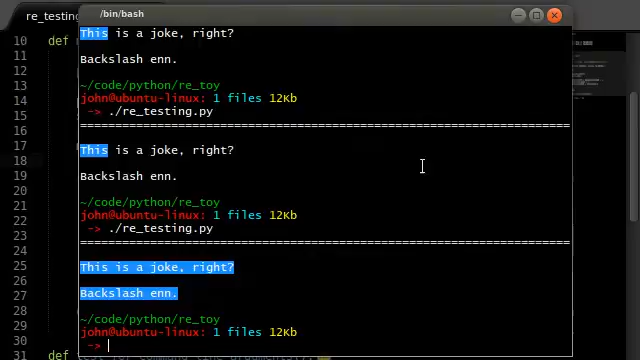 re_testing
/bin/bash
This is a joke, right?
Backslash enn.
~/code/python/re_toy
john@ubuntu-linux: 1 files 12Kb
-> ./re_testing.py
======================================================================
This is a joke, right?
Backslash enn.
~/code/python/re_toy
john@ubuntu-linux: 1 files 12Kb
-> ./re_testing.py
======================================================================
This is a joke, right?
Backslash enn.
~/code/python/re_toy
john@ubuntu-linux: 1 files 12Kb
->
10 def
11
12
13
14
15
16
17
18
19
20
21
22
23
24
25
26
27
28
29
30
31 def